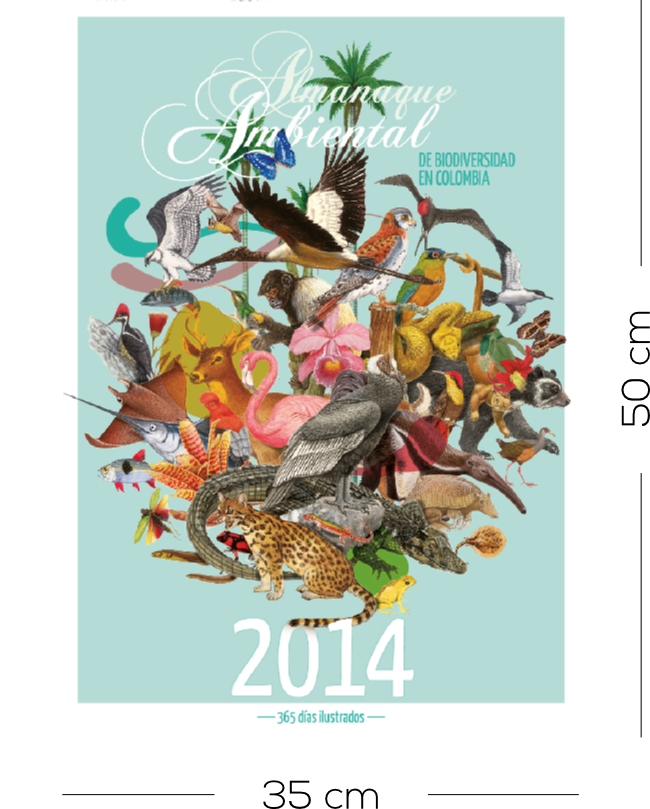 Almanaque
Ambiental
DE BIODIVERSIDAD
EN COLOMBIA
50 cm
2014
365 días ilustrados
35 cm